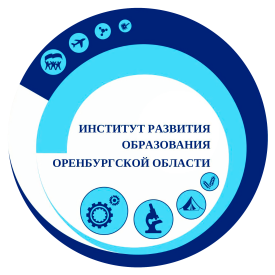 ИНСТИТУТ РАЗВИТИЯ
ОБРАЗОВАНИЯ
ОРЕНБУРГСКОЙ ОБЛАСТИ